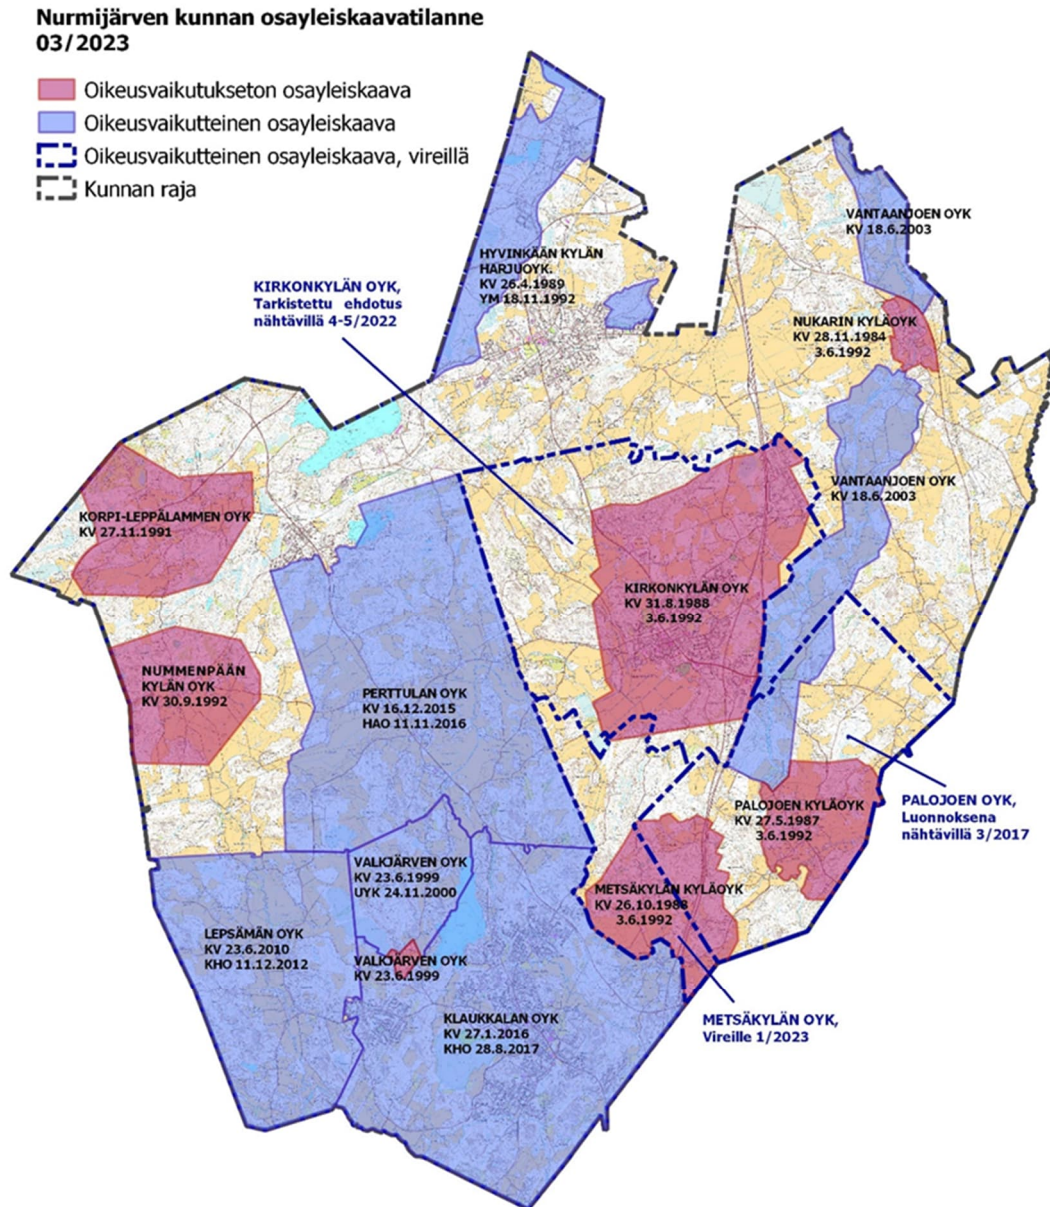 Nurmijärven kunnan osayleiskaavatilanne
03/2023
Oikeusvaikutukseton osayleiskaava
Oikeusvaikutteinen osayleiskaava
Oikeusvaikutteinen osayleiskaava, vireillä
Kunnan raja
VANTAANJOEN OYK
KV 18.6.2003
HYVINKÄÄN KYLÄN
HARJUOYK.
KV 26.4.1989
YM 18.11.1992
KIRKONKYLÄN OYK,
Tarkistettu ehdotus
nähtävillä 4-5/2022
NUKARIN KYLÄOYK
KV 28.11.1984
3.6.1992
VANTAANJOEN OYK
KV 18.6.2003
KORPI-LEPPÄLAMMEN OYK
KV 27.11.1991
KIRKONKYLÄN OYK
KV 31.8.1988
3.6.1992
NUMMENPÄÄN
KYLÄN OYK
KV 30.9.1992
PERTTULAN OYK
KV 16.12.2015
HAO 11.11.2016
PALOJOEN KYLÄOYK
KV 27.5.1987
3.6.1992
PALOJOEN OYK,
Luonnoksena
nähtävillä 3/2017
VALKJÄRVEN OYK
KV 23.6.1999
UYK 24.11.2000
METSÄKYLÄN KYLÄOYK
KV 26.10.1988
3.6.1992
LEPSÄMÄN OYK
KV 23.6.2010
KHO 11.12.2012
VALKJÄRVEN OYK
KV 23.6.1999
KLAUKKALAN OYK
KV 27.1.2016
KHO 28.8.2017
METSÄKYLÄN OYK,
Vireille 1/2023